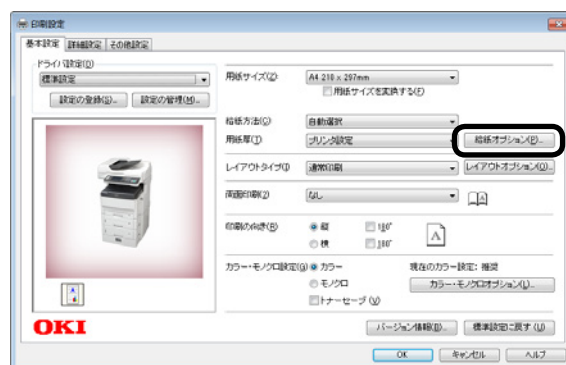 印刷設定
基本設定 詳細設定 その他設定
ドライバ設定(D)
標準設定
設定の登録(S)... 設定の管理(M)...
用紙サイズ(Z) A4 210 x 297mm
用紙サイズを変換する(F)
給紙方法(C) 自動選択
用紙厚(T) プリンタ設定 給紙オプション(P)...
レイアウトタイプ(I) 通常印刷 レイアウトオプション(O)...
両面印刷(2) なし
印刷の向き(R) 縦 180°
横 180°
A
カラー・モノクロ設定(G) カラー 現在のカラー設定: 推奨
モノクロ カラー・モノクロオプション(L)...
トナーセーブ(V)
OKI
バージョン情報(B)... 標準設定に戻す(U)
OK キャンセル ヘルプ